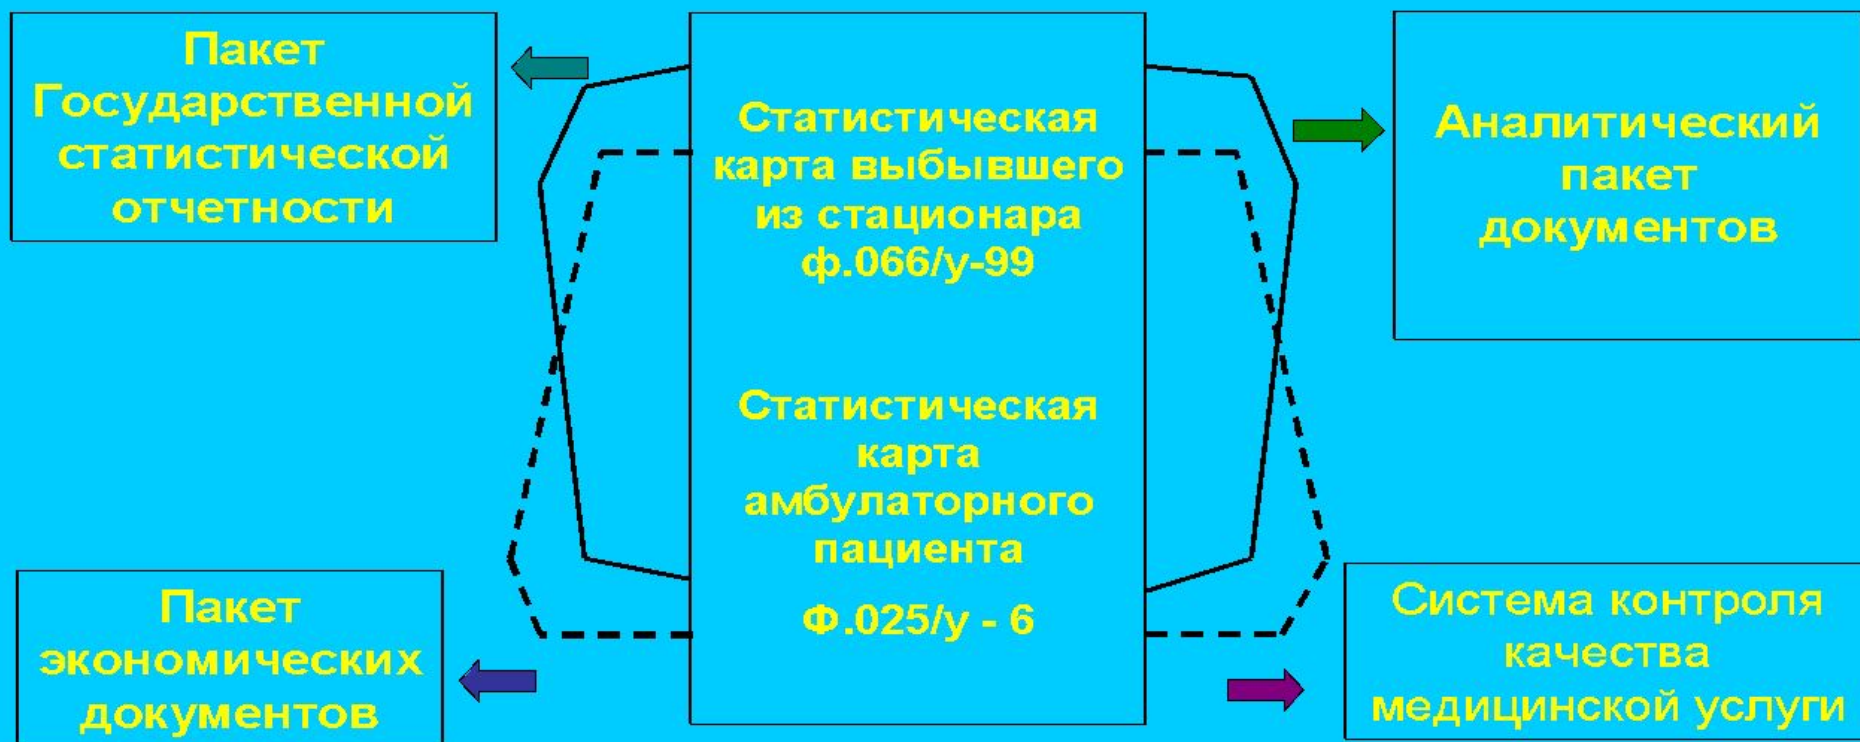 Пакет
Государственной
статистической
отчетности
Статистическая
карта выбывшего
из стационара
ф.066/у-99
Статистическая
карта
амбулаторного
пациента
Ф.025/у - 6
Аналитический
пакет
документов
Пакет
экономических
документов
Система контроля
качества
медицинской услуги